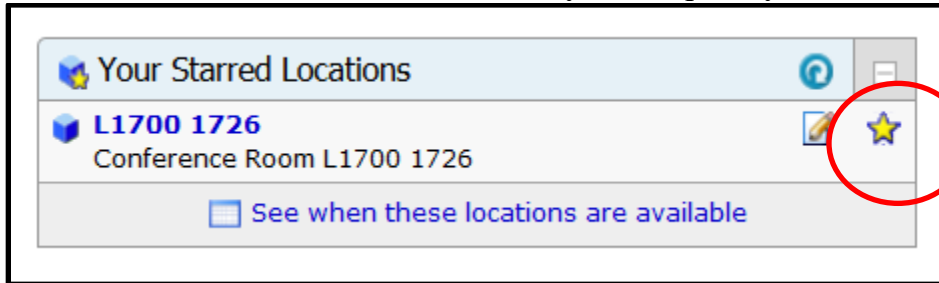 Your Starred Locations
L1700 1726
Conference Room L1700 1726
See when these locations are available